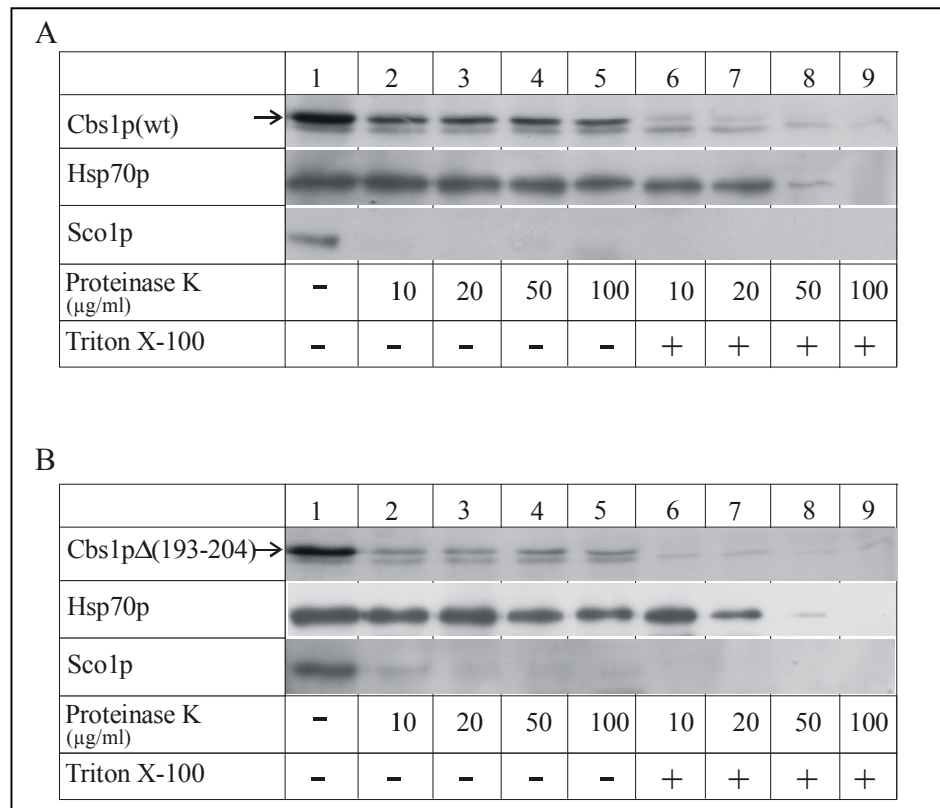 A
1 2 3 4 5 6 7 8 9
Cbs1p(wt) →
Hsp70p
Sco1p
Proteinase K - 10 20 50 100 10 20 50 100
(µg/ml)
Triton X-100 - - - - - + + + +
B
1 2 3 4 5 6 7 8 9
Cbs1pΔ(193-204)→
Hsp70p
Sco1p
Proteinase K - 10 20 50 100 10 20 50 100
(µg/ml)
Triton X-100 - - - - - + + + +